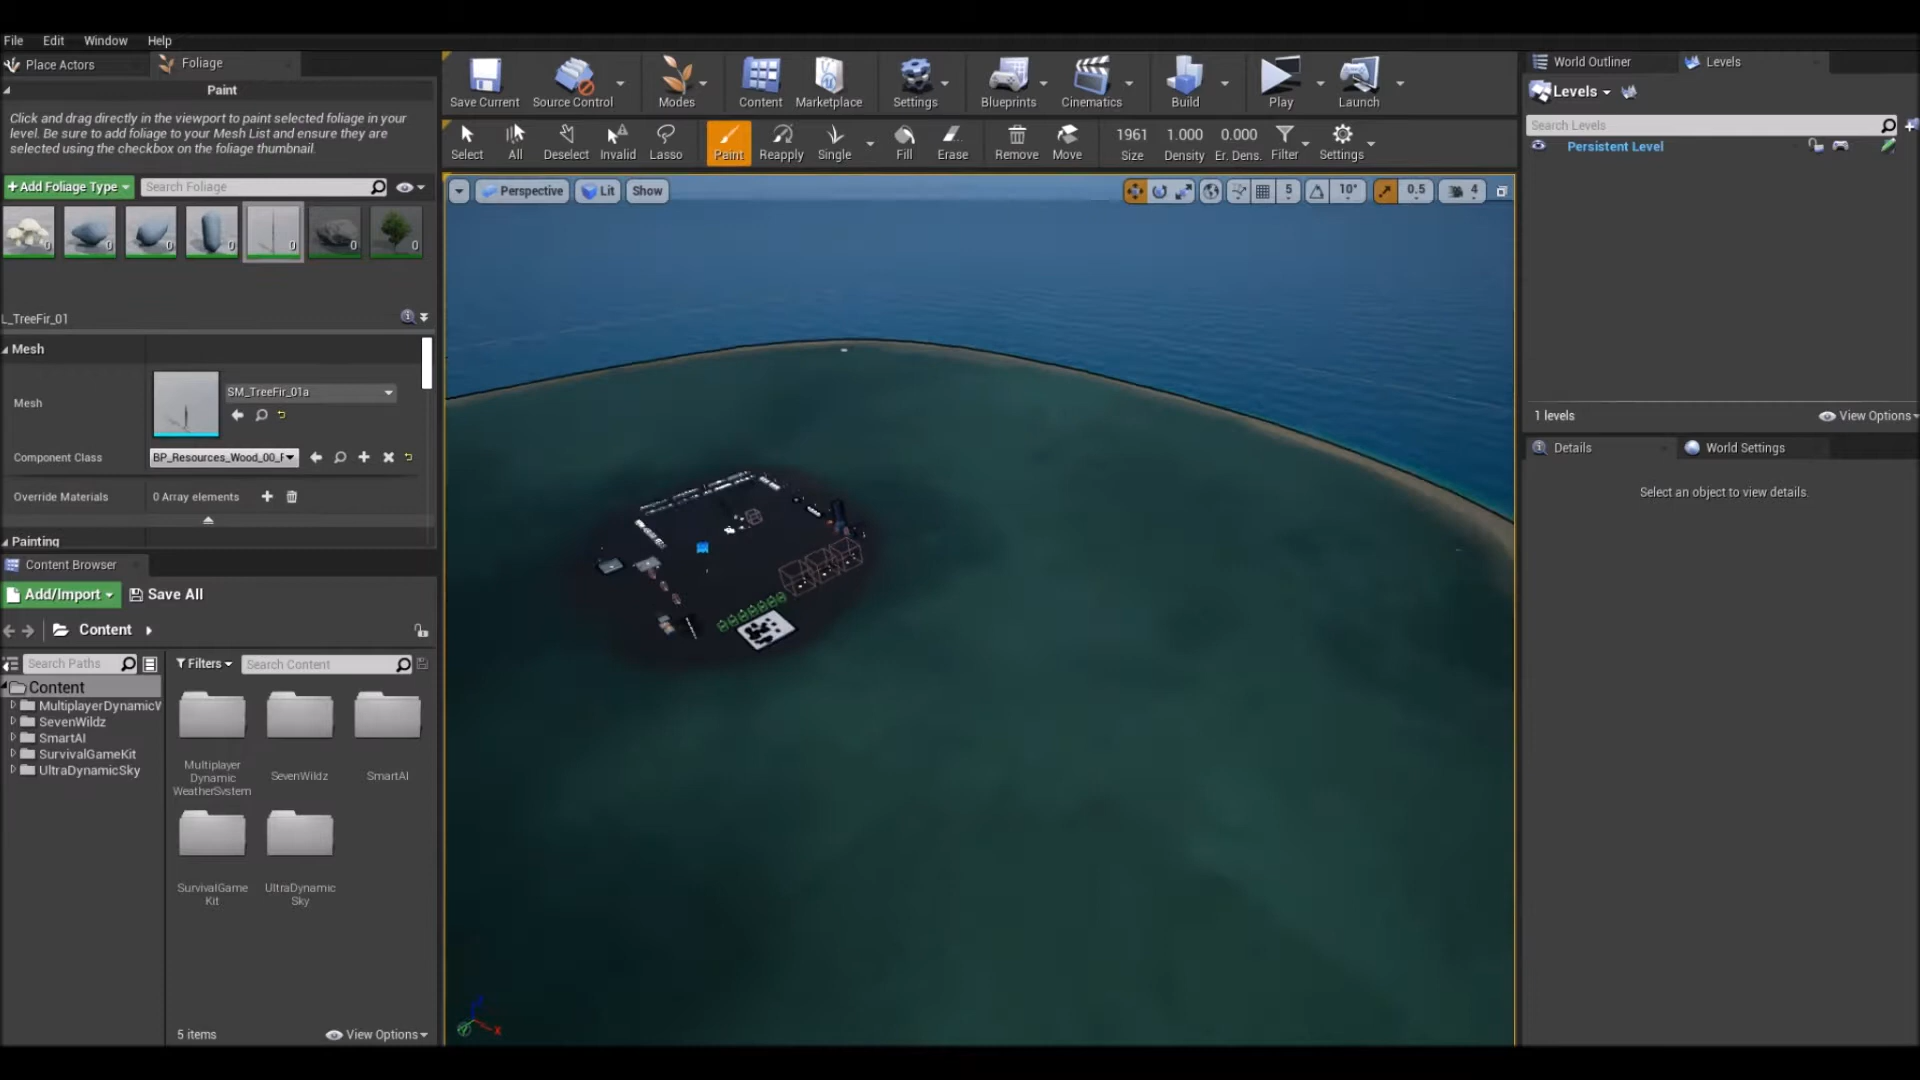 File Edit Window Help
Place Actors Foliage
Paint
Click and drag directly in the viewport to paint selected foliage in your
level. Be sure to add foliage to your Mesh List and ensure they are
selected using the checkbox on the foliage thumbnail.
+Add Foliage Type Search Foliage
0 0 0 0 0 0 0
L_TreeFir_01
Mesh
Mesh SM_TreeFir_01a
Component Class BP_Resources_Wood_00_F
Override Materials 0 Array elements
Painting
Content Browser
Add/Import Save All
Content
Search Paths Filters Search Content
Content
MultiplayerDynamicW
SevenWildz
SmartAI
SurvivalGameKit
UltraDynamicSky
Multiplayer
Dynamic
WeatherSystem
SevenWildz
SmartAI
SurvivalGame
Kit
UltraDynamic
Sky
5 items View Options
Save Current Source Control Modes Content Marketplace Settings Blueprints Cinematics Build Play Launch
Select All Deselect Invalid Lasso Paint Reapply Single Fill Erase Remove Move
1961 1.000 0.000
Size Density Er. Dens. Filter Settings
Perspective Lit Show 5 10° 0.5 4
World Outliner Levels
Levels
Search Levels
Persistent Level
1 levels View Options
Details World Settings
Select an object to view details.